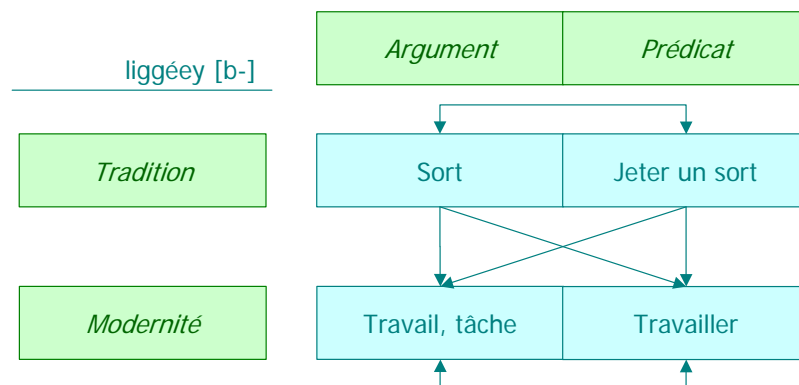 Argument Prédicat
liggéey [b-]
Tradition Sort Jeter un sort
Modernité Travail, tâche Travailler